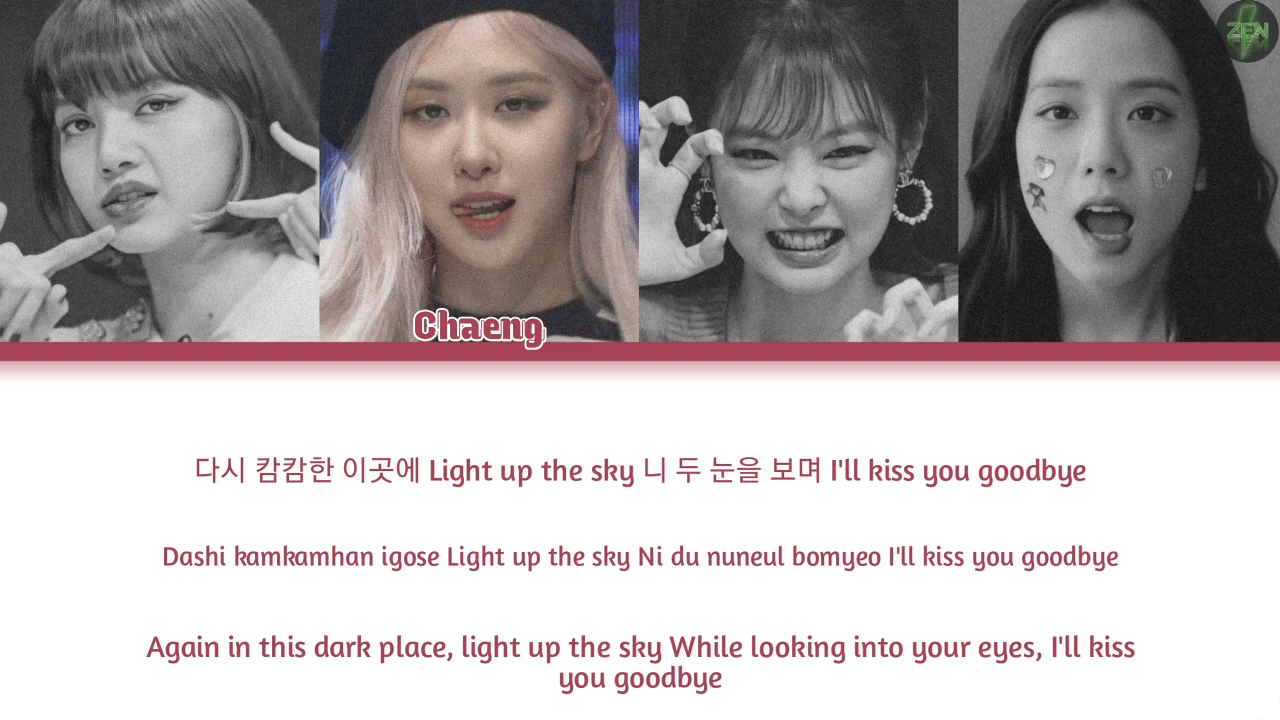 ZEN
Chaeng
다시 캄캄한 이곳에 Light up the sky 니 두 눈을 보며 I'll kiss you goodbye
Dashi kamkamhan igose Light up the sky Ni du nuneul bomyeo I'll kiss you goodbye
Again in this dark place, light up the sky While looking into your eyes, I'll kiss
you goodbye